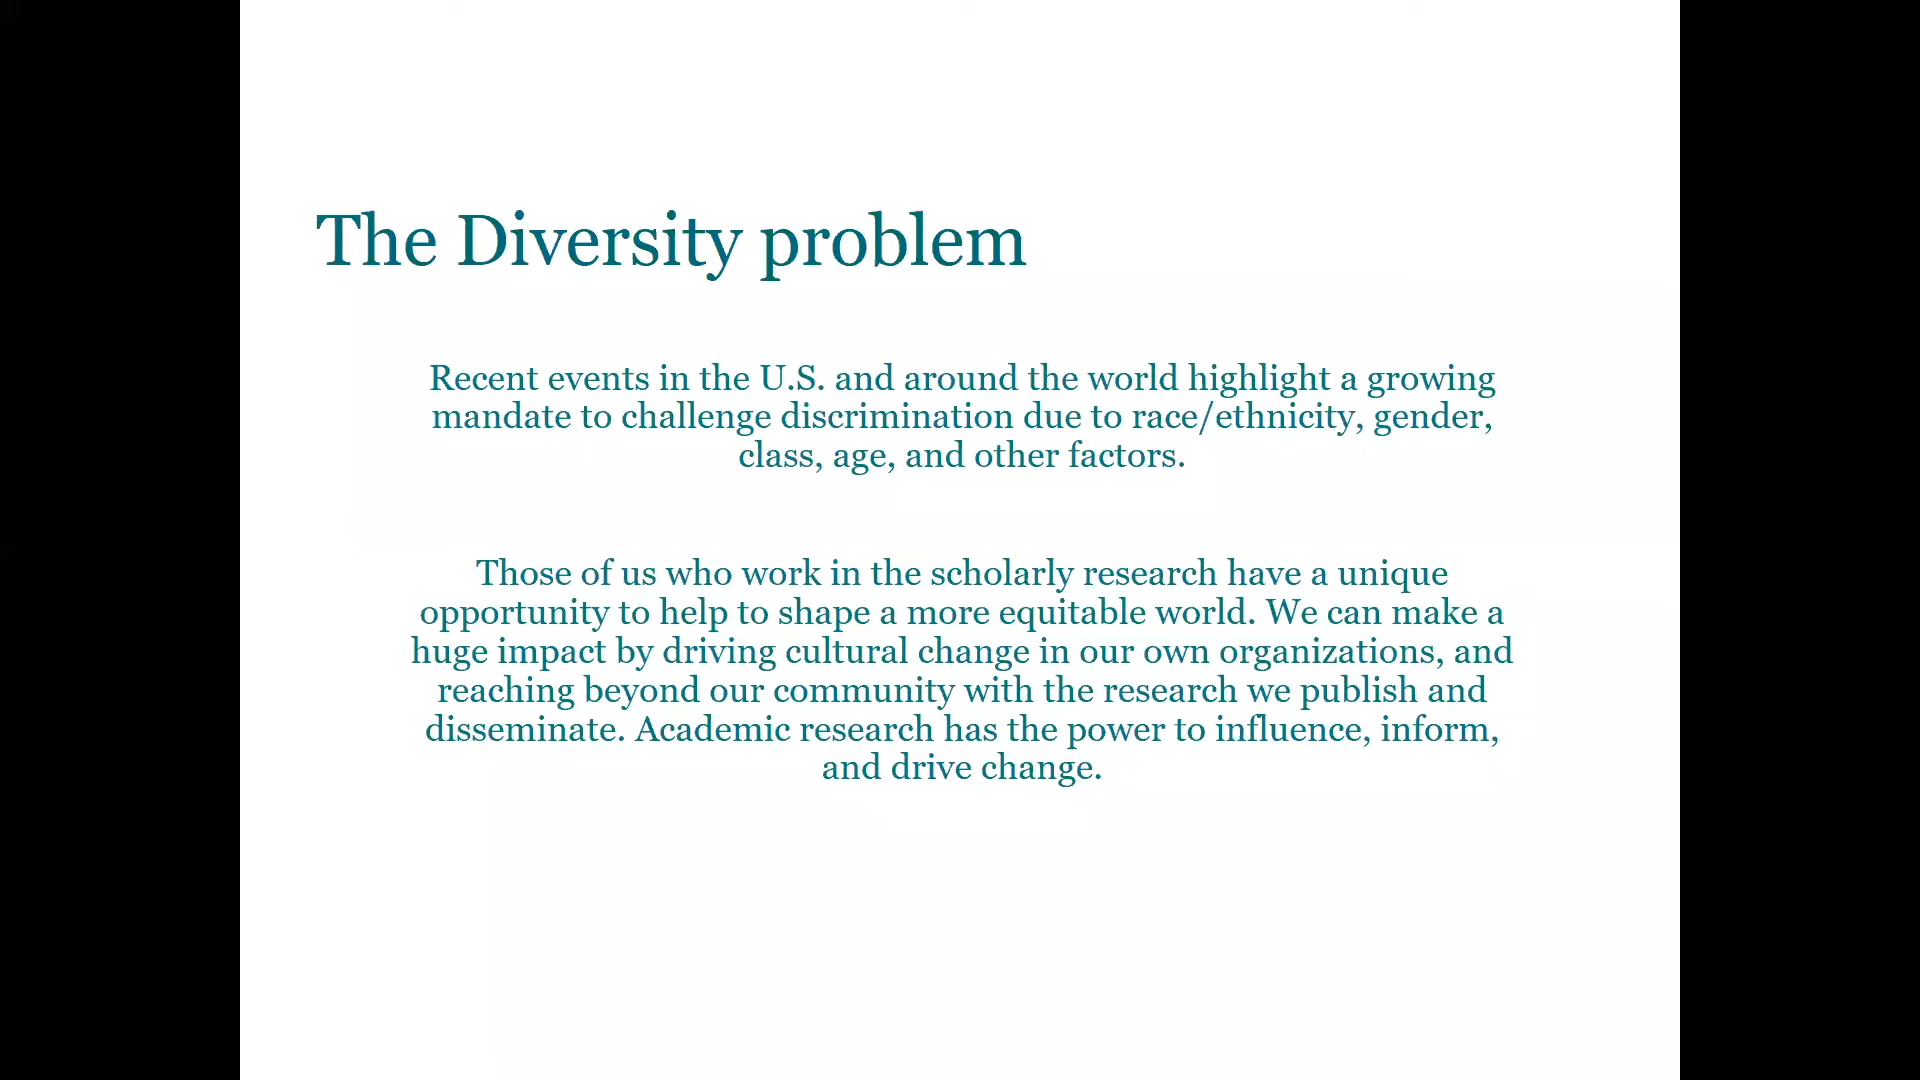 The Diversity problem
Recent events in the U.S. and around the world highlight a growing
mandate to challenge discrimination due to race/ethnicity, gender,
class, age, and other factors.
Those of us who work in the scholarly research have a unique
opportunity to help to shape a more equitable world. We can make a
huge impact by driving cultural change in our own organizations, and
reaching beyond our community with the research we publish and
disseminate. Academic research has the power to influence, inform,
and drive change.